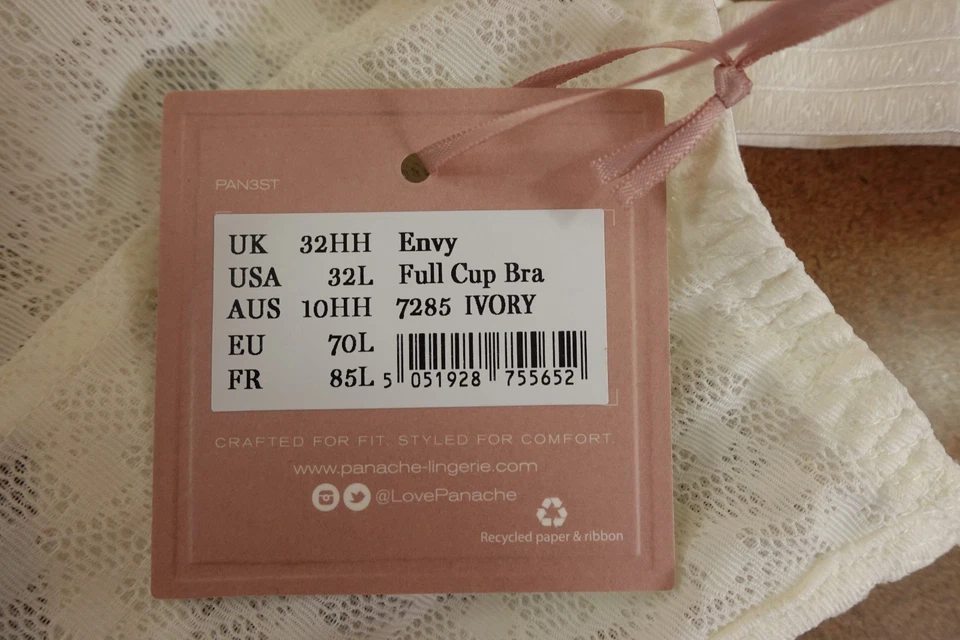 PAN3ST
UK 32HH Envy
USA 32L Full Cup Bra
AUS 10HH 7285 IVORY
EU 70L
FR 85L 5 051928 755652
CRAFTED FOR FIT. STYLED FOR COMFORT.
www.panache-lingerie.com
@LovePanache
Recycled paper & ribbon